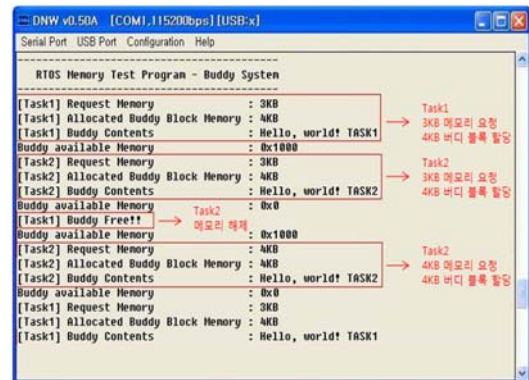 DNW v0.50A [COM1,115200bps][USB:x]
Serial Port USB Port Configuration Help
RTOS Memory Test Program - Buddy System
[Task1] Request Memory : 3KB
[Task1] Allocated Buddy Block Memory : 4KB
[Task1] Buddy Contents : Hello, world! TASK1
Buddy available Memory : 0x1000
[Task2] Request Memory : 3KB
[Task2] Allocated Buddy Block Memory : 4KB
[Task2] Buddy Contents : Hello, world! TASK2
Buddy available Memory : 0x0
[Task1] Buddy Free!!
Buddy available Memory : 0x1000
[Task2] Request Memory : 4KB
[Task2] Allocated Buddy Block Memory : 4KB
[Task2] Buddy Contents : Hello, world! TASK2
Buddy available Memory : 0x0
[Task1] Request Memory : 3KB
[Task1] Allocated Buddy Block Memory : 4KB
[Task1] Buddy Contents : Hello, world! TASK1
Task1
3KB 메모리 요청
4KB 버디 블록 할당
Task2
3KB 메모리 요청
4KB 버디 블록 할당
Task2
메모리 해제
Task2
4KB 메모리 요청
4KB 버디 블록 할당